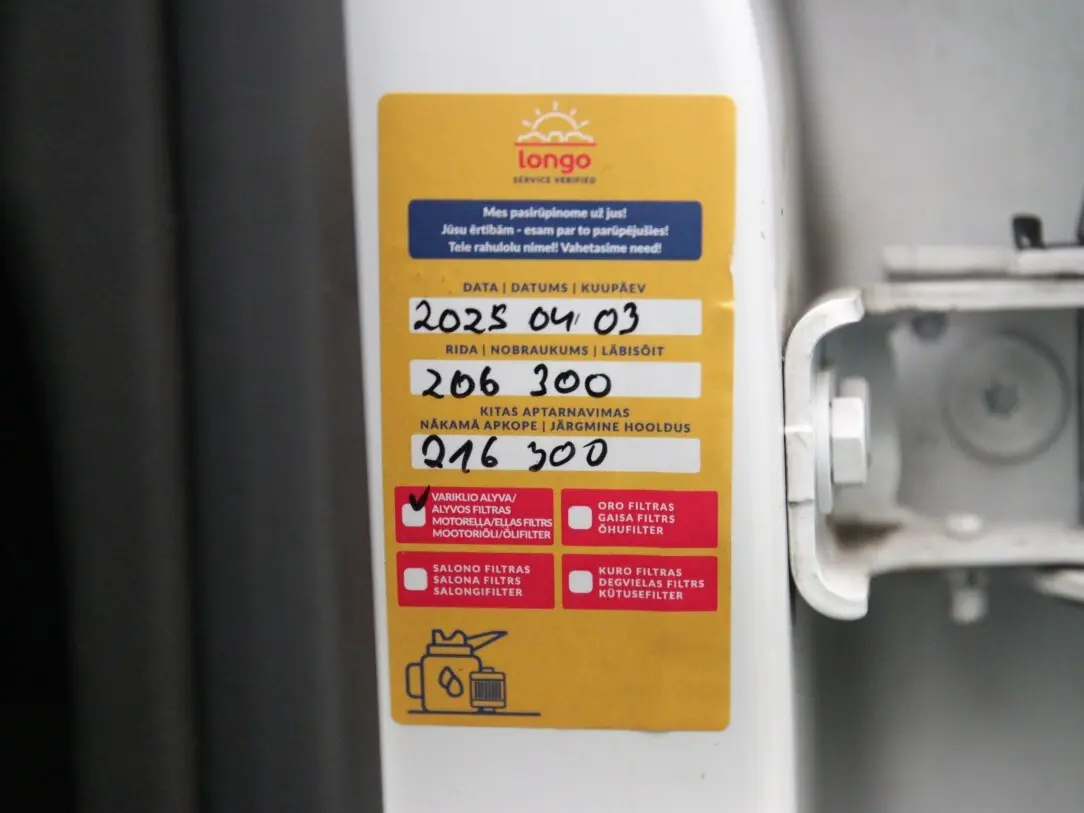 longo
SERVICE VERIFIED
Mes pasirūpinome už jus!
Jūsu ērtībām - esam par to parūpējušies!
Teie rahulolu nimel! Vahetasime need!
DATA | DATUMS | KUUPÄEV
2025 04 03
RIDA | NOBRAUKUMS | LÄBISÕIT
206 300
KITAS APTARNAVIMAS
NĀKAMĀ APKOPE | JÄRGMINE HOOLDUS
216 300
VARIKLIO ALYVA/
ALYVOS FILTRAS
MOTOREĻĻA/EĻĻAS FILTRS
MOOTORIÕLI/ÕLIFILTER
ORO FILTRAS
GAISA FILTRS
ÕHUFILTER
SALONO FILTRAS
SALONA FILTRS
SALONGIFILTER
KURO FILTRAS
DEGVIELAS FILTRS
KÜTUSEFILTER